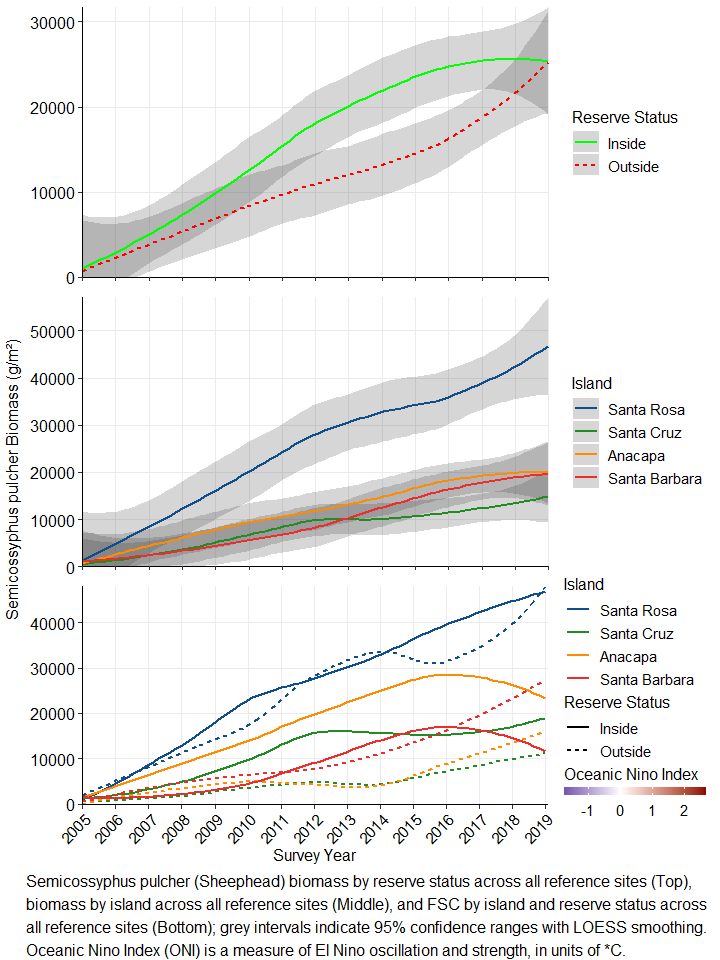 30000
20000
10000
0
Reserve Status
Inside
Outside
Semicossyphus pulcher Biomass (g/m²)
50000
40000
30000
20000
10000
0
Island
Santa Rosa
Santa Cruz
Anacapa
Santa Barbara
40000
30000
20000
10000
0
2005 2006 2007 2008 2009 2010 2011 2012 2013 2014 2015 2016 2017 2018 2019
Survey Year
Island
Santa Rosa
Santa Cruz
Anacapa
Santa Barbara
Reserve Status
Inside
Outside
Oceanic Nino Index
-1 0 1 2
Semicossyphus pulcher (Sheephead) biomass by reserve status across all reference sites (Top),
biomass by island across all reference sites (Middle), and FSC by island and reserve status across
all reference sites (Bottom); grey intervals indicate 95% confidence ranges with LOESS smoothing.
Oceanic Nino Index (ONI) is a measure of El Nino oscillation and strength, in units of *C.